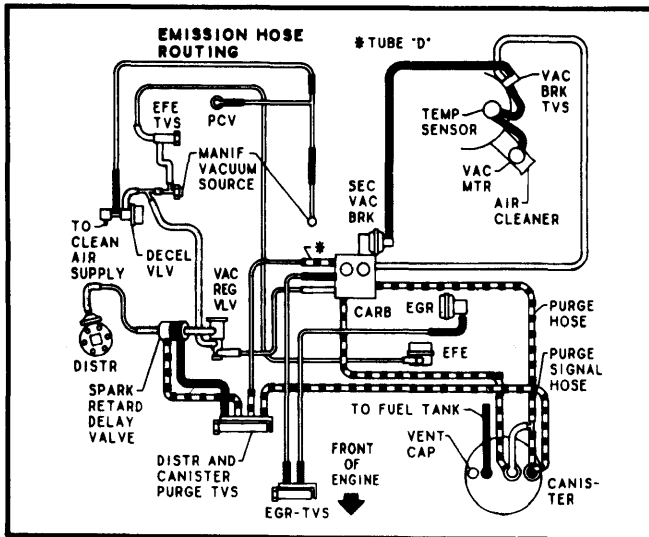 EMISSION HOSE
ROUTING
* TUBE "D"
EFE
TVS
PCV
MANIF
VACUUM
SOURCE
TEMP
SENSOR
VAC
BRK
TVS
VAC
MTR
AIR
CLEANER
SEC
VAC
BRK
TO
CLEAN
AIR
SUPPLY
DECEL
VLV
VAC
REG
VLV
*
CARB
EGR
EFE
PURGE
HOSE
PURGE
SIGNAL
HOSE
DISTR
SPARK
RETARD
DELAY
VALVE
DISTR AND
CANISTER
PURGE TVS
EGR-TVS
FRONT
OF
ENGINE
TO FUEL TANK
VENT
CAP
CANIS-
TER